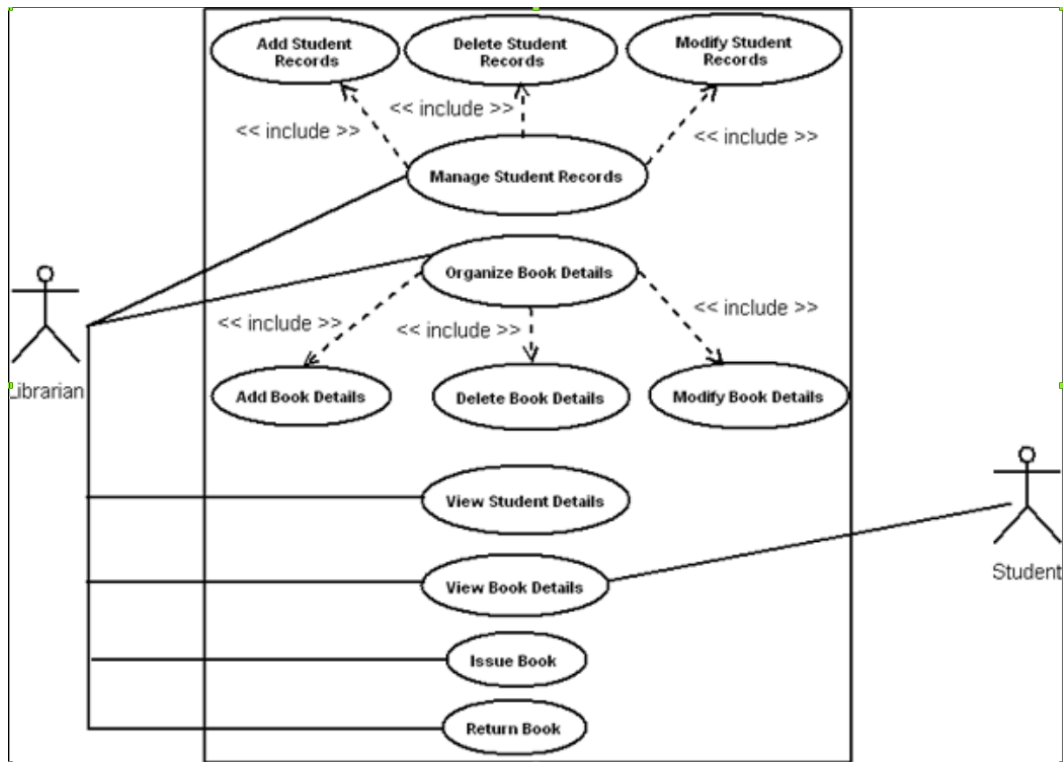 Add Student
Records
Delete Student
Records
Modify Student
Records
<< include >>
<< include >>
<< include >>
Manage Student Records
Organize Book Details
<< include >>
<< include >>
<< include >>
Librarian
Add Book Details
Delete Book Details
Modify Book Details
View Student Details
Student
View Book Details
Issue Book
Return Book